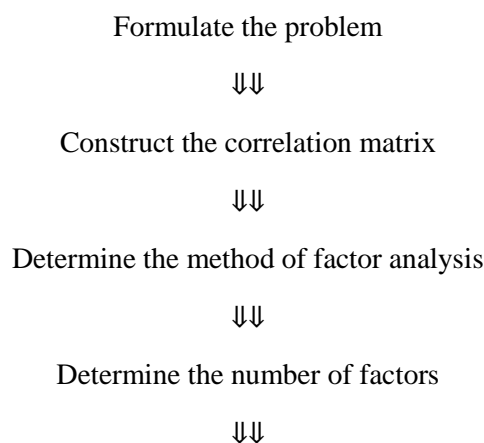 Formulate the problem
⇓⇓
Construct the correlation matrix
⇓⇓
Determine the method of factor analysis
⇓⇓
Determine the number of factors
⇓⇓